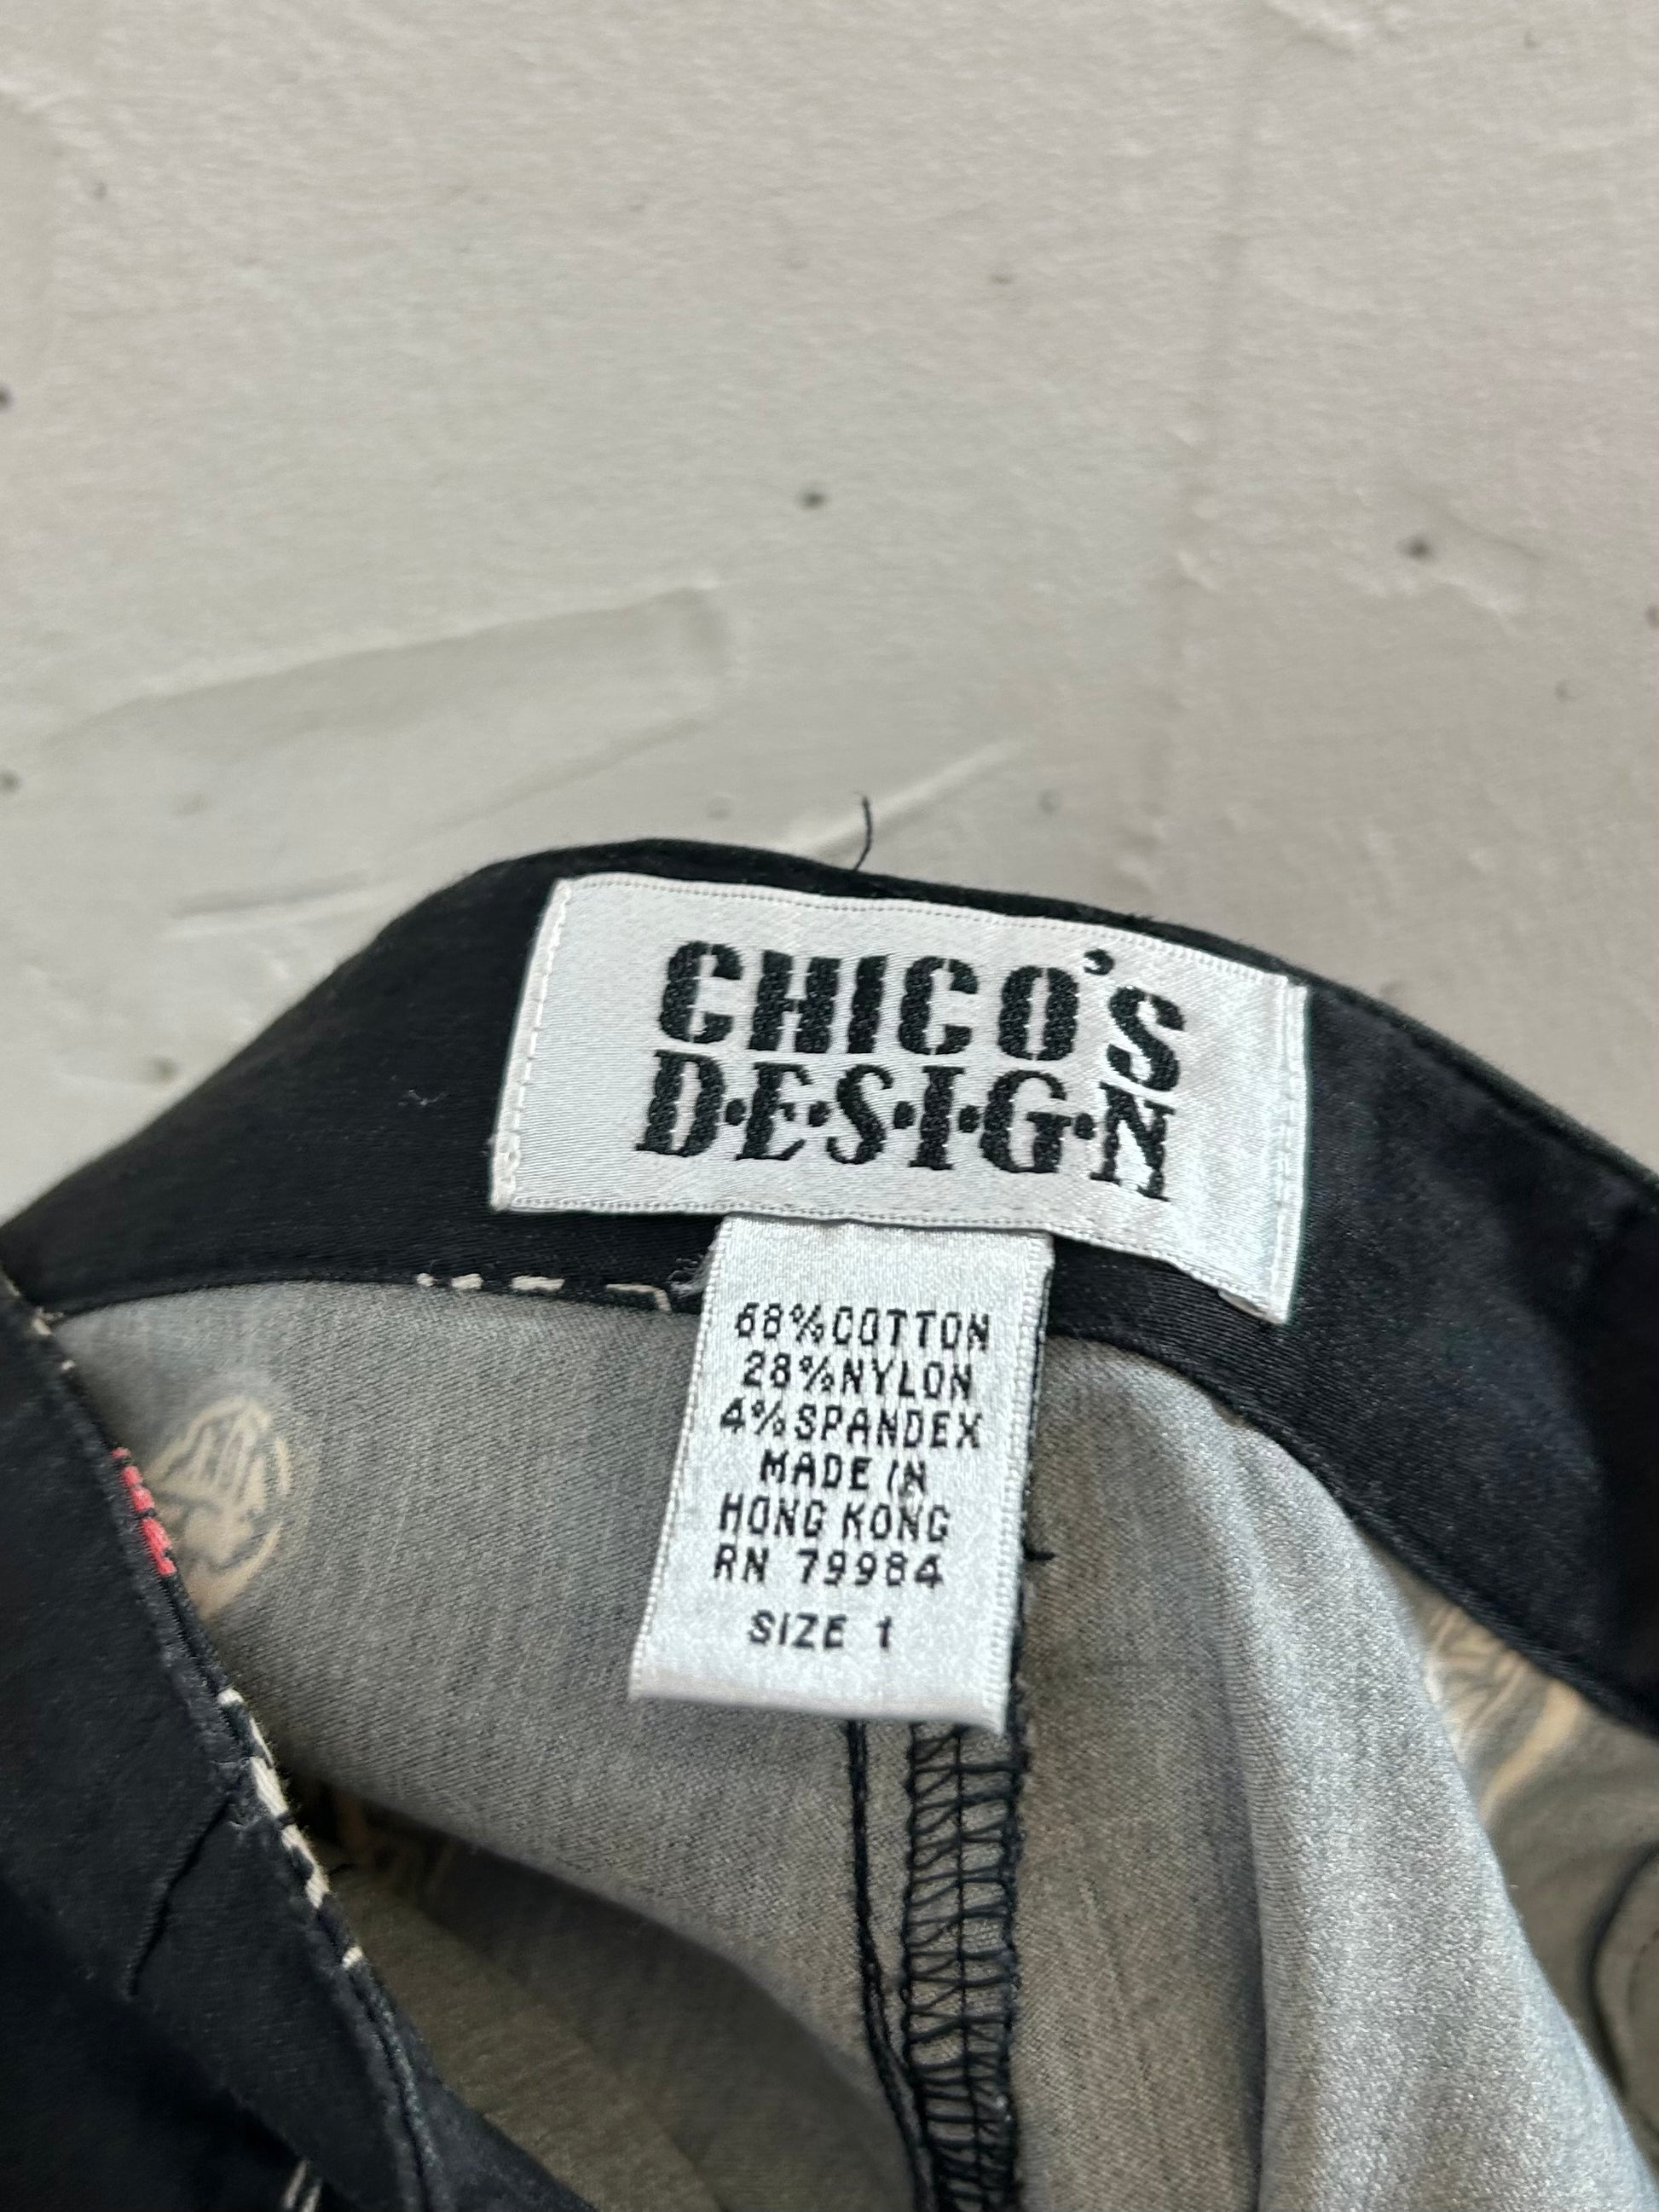 CHICO'S
D·E·S·I·G·N
68%COTTON
28%NYLON
4%SPANDEX
MADE IN
HONG KONG
RN 79984
SIZE 1